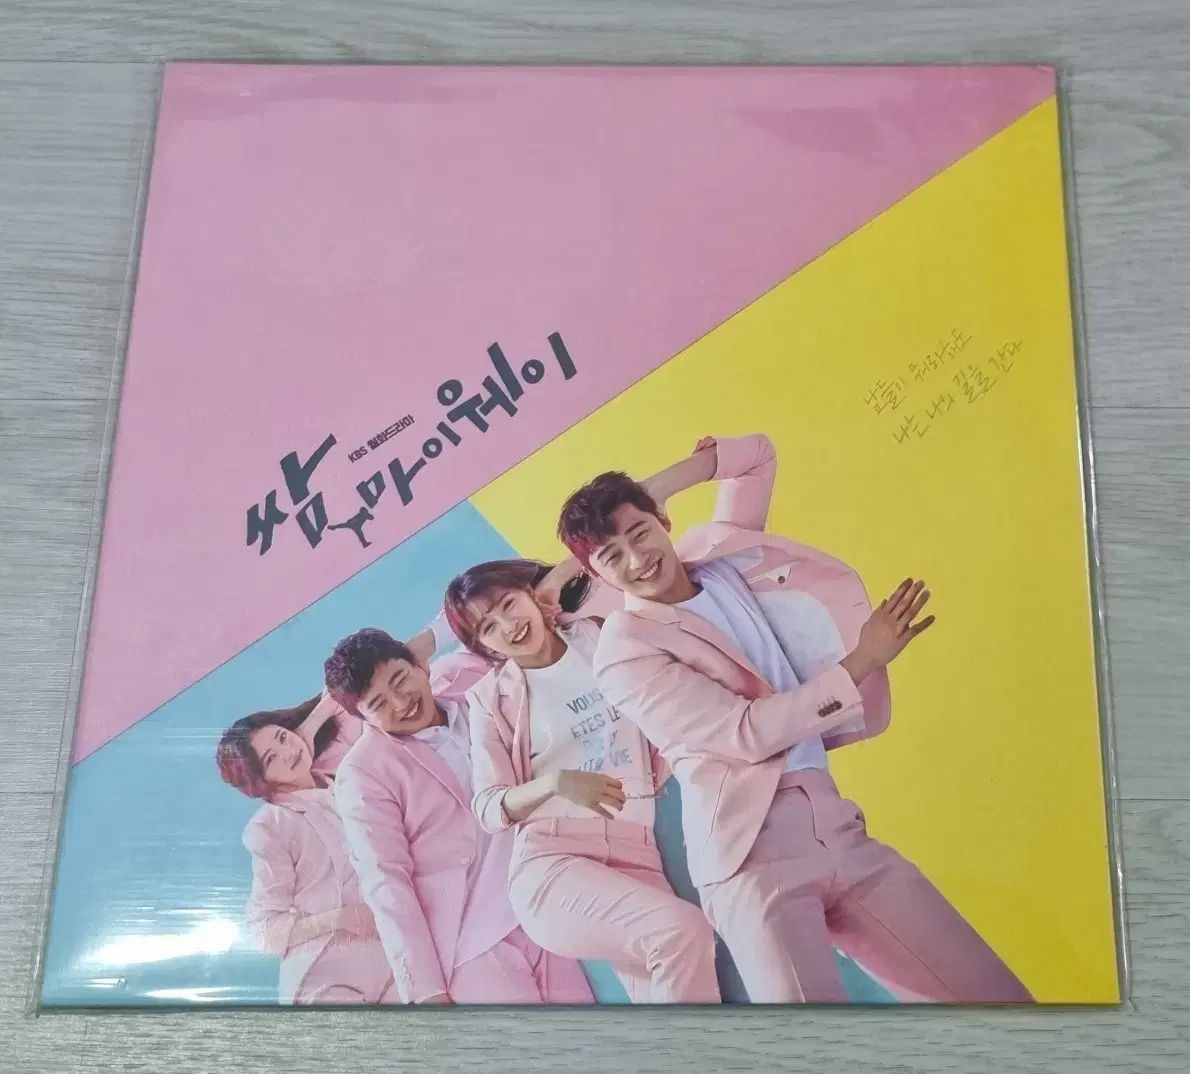 KBS 월화드라마
쌈, 마이웨이
남들이 뭐라해도
나는 나의 길을 간다
VOUS
ETES LE